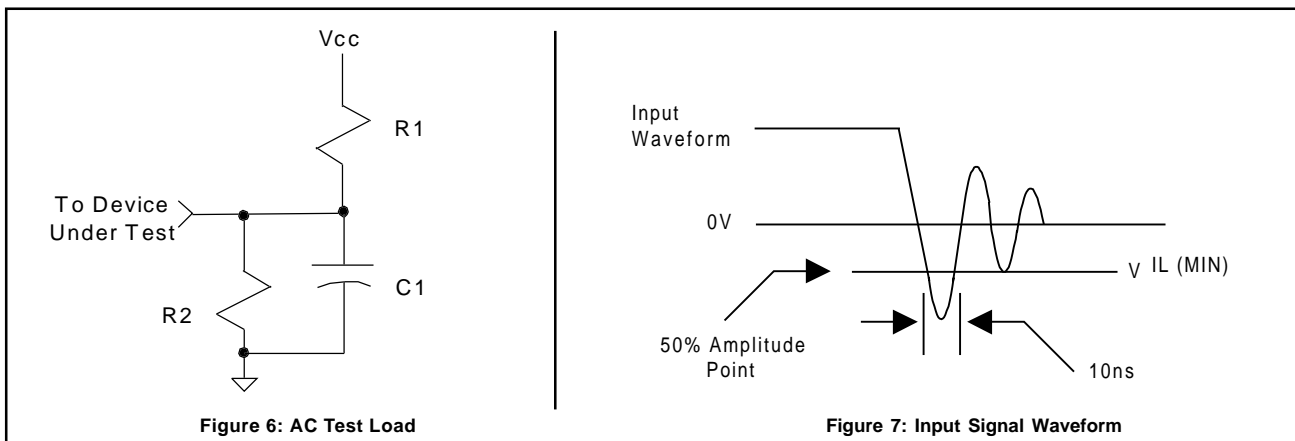 Vcc
R1
To Device
Under Test
R2
C1
Figure 6: AC Test Load
Input
Waveform
0V
V IL (MIN)
50% Amplitude
Point
10ns
Figure 7: Input Signal Waveform